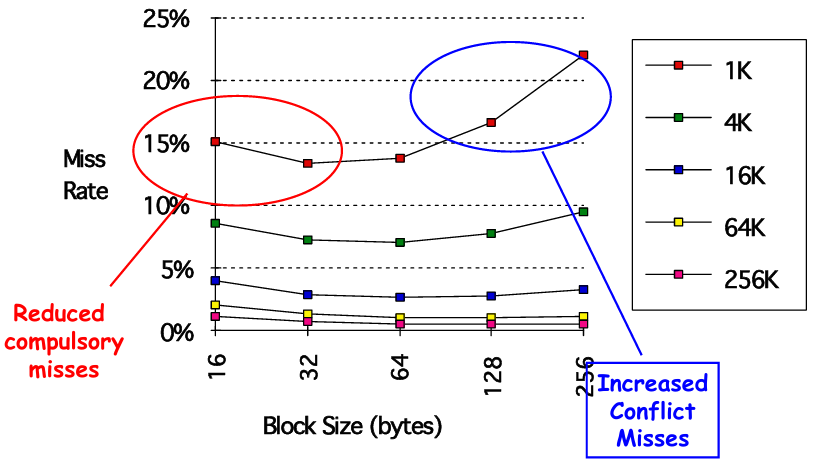 25%
20%
15%
10%
5%
0%
Miss
Rate
16
32
64
128
256
Block Size (bytes)
1K
4K
16K
64K
256K
Reduced
compulsory
misses
Increased
Conflict
Misses